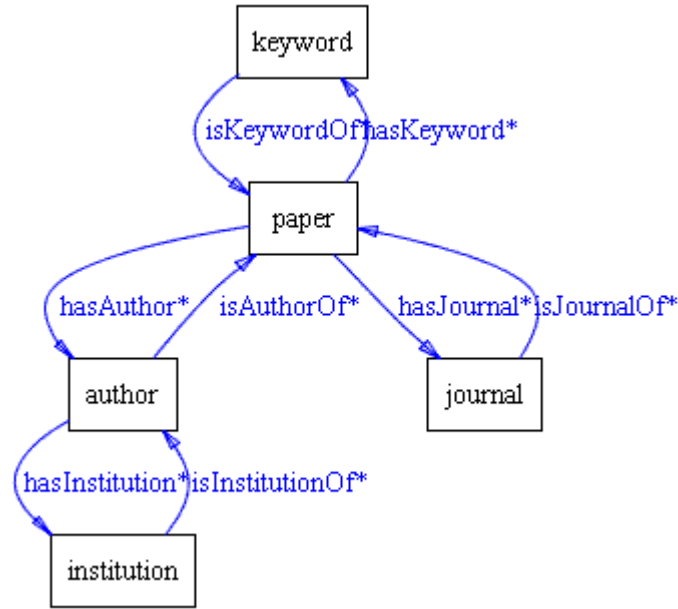 keyword
isKeywordOf*
hasKeyword*
paper
hasAuthor*
isAuthorOf*
hasJournal*
isJournalOf*
author
journal
hasInstitution*
isInstitutionOf*
institution